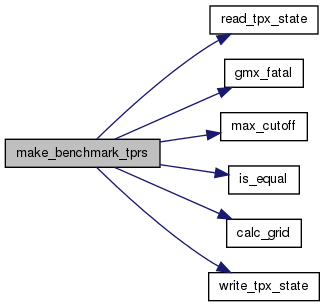 read_tpx_state
gmx_fatal
max_cutoff
make_benchmark_tprs
is_equal
calc_grid
write_tpx_state